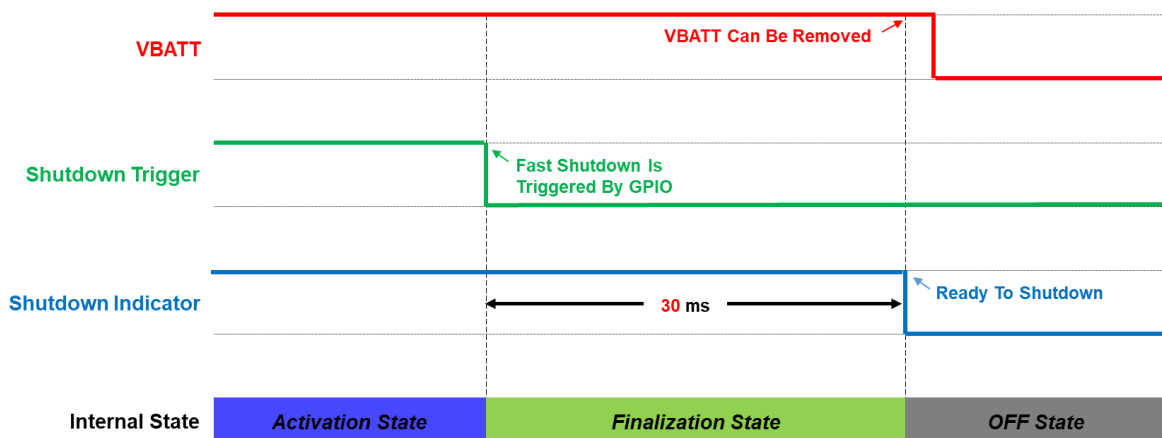 VBATT
VBATT Can Be Removed
Shutdown Trigger
Fast Shutdown Is
Triggered By GPIO
Shutdown Indicator
30 ms
Ready To Shutdown
Internal State
Activation State
Finalization State
OFF State